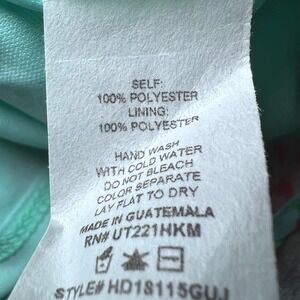 SELF:
100% POLYESTER
LINING:
100% POLYESTER
HAND WASH
WITH COLD WATER
DO NOT BLEACH
COLOR SEPARATE
LAY FLAT TO DRY
MADE IN GUATEMALA
RN# UT221HKM
STYLE# HD18115GUJ